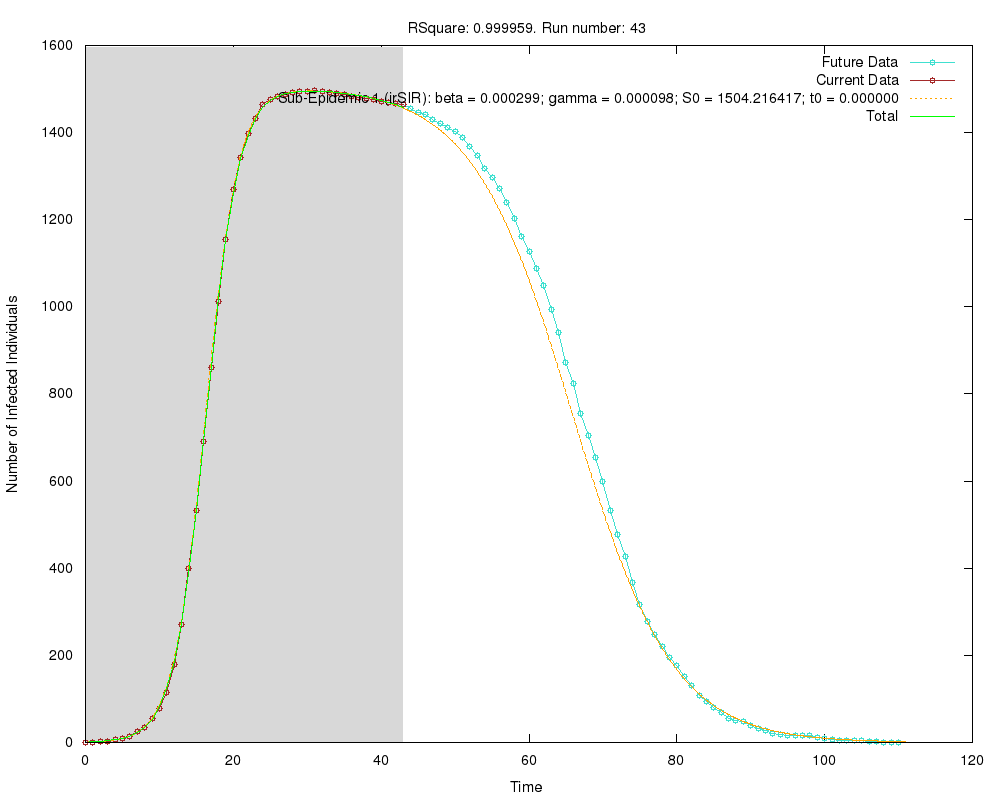 RSquare: 0.999959. Run number: 43
Future Data
Current Data
Sub-Epidemic 1 (irSIR): beta = 0.000299; gamma = 0.000098; S0 = 1504.216417; t0 = 0.000000
Total
1600
1400
1200
1000
800
600
400
200
0
Number of Infected Individuals
0 20 40 60 80 100 120
Time